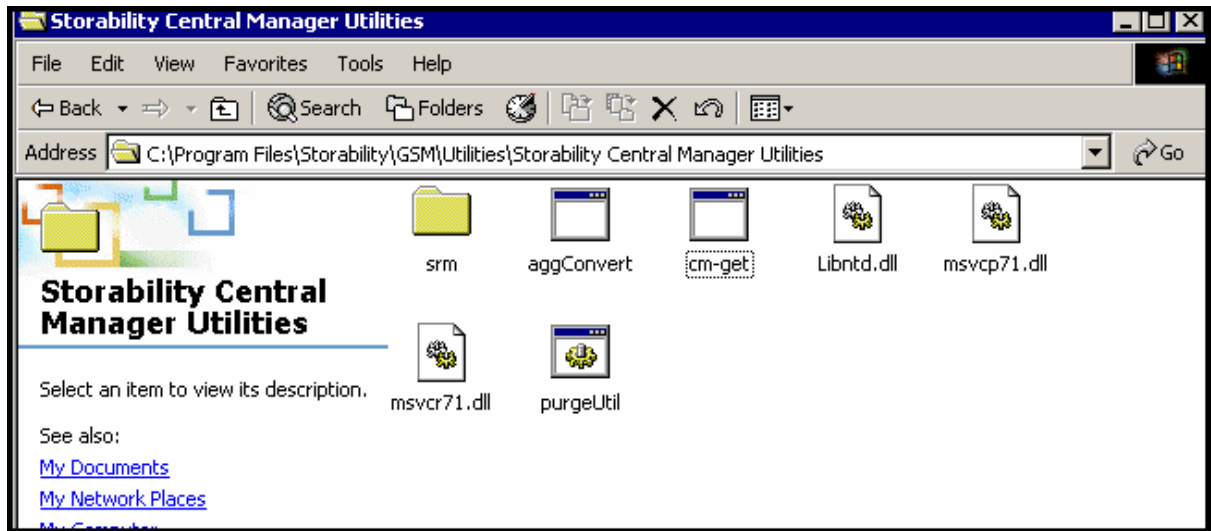 Storability Central Manager Utilities
File Edit View Favorites Tools Help
Back Search Folders
Address C:\Program Files\Storability\GSM\Utilities\Storability Central Manager Utilities Go
srm aggConvert cm-get Libntd.dll msvcp71.dll
Storability Central
Manager Utilities
msvcr71.dll purgeUtil
Select an item to view its description.
See also:
My Documents
My Network Places
My Computer